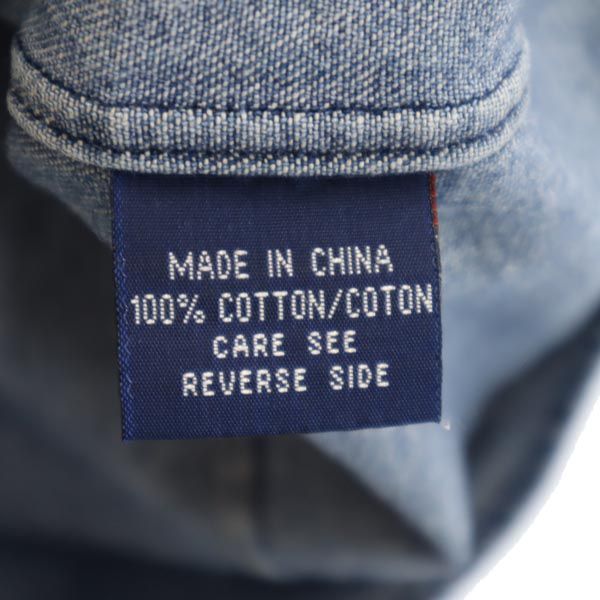 MADE IN CHINA
100% COTTON/COTON
CARE SEE
REVERSE SIDE